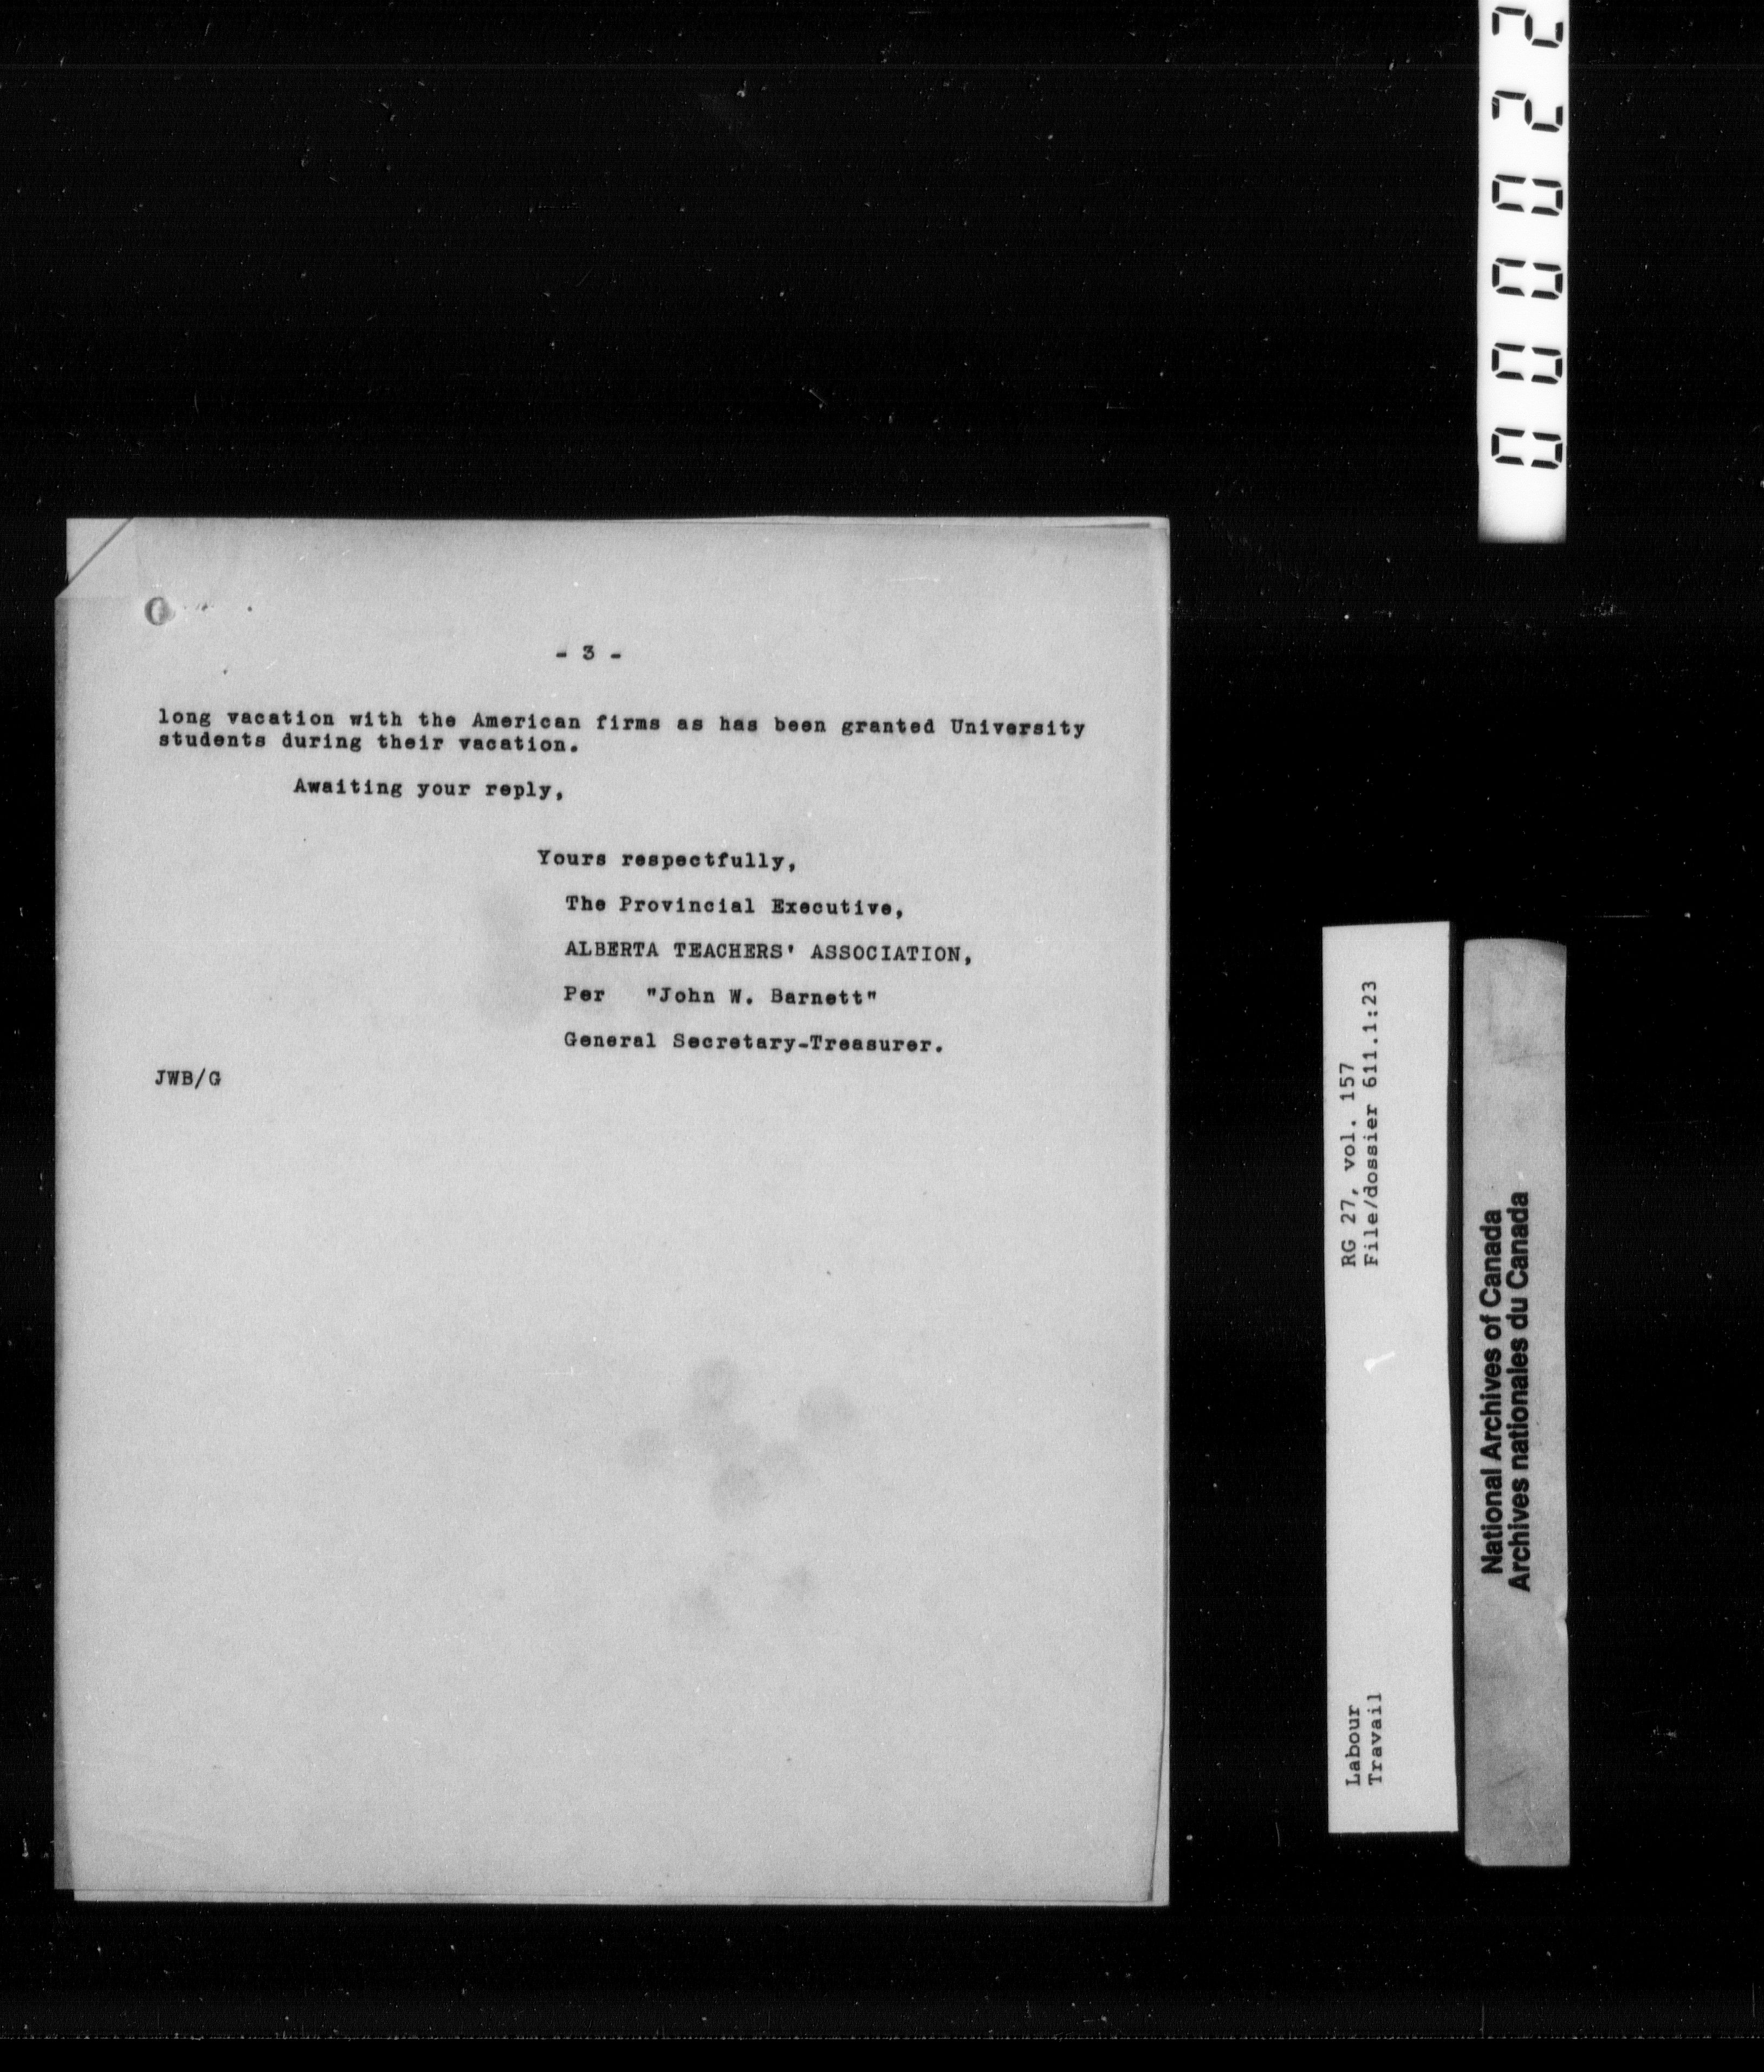 - 3 -
long vacation with the American firms as has been granted University
students during their vacation.
Awaiting your reply,
Yours respectfully,
The Provincial Executive,
ALBERTA TEACHERS' ASSOCIATION,
Per "John W. Barnett"
General Secretary-Treasurer.
JWB/G
000022
Labour
Travail
RG 27, vol. 157
File/dossier 611.1:23
National Archives of Canada
Archives nationales du Canada